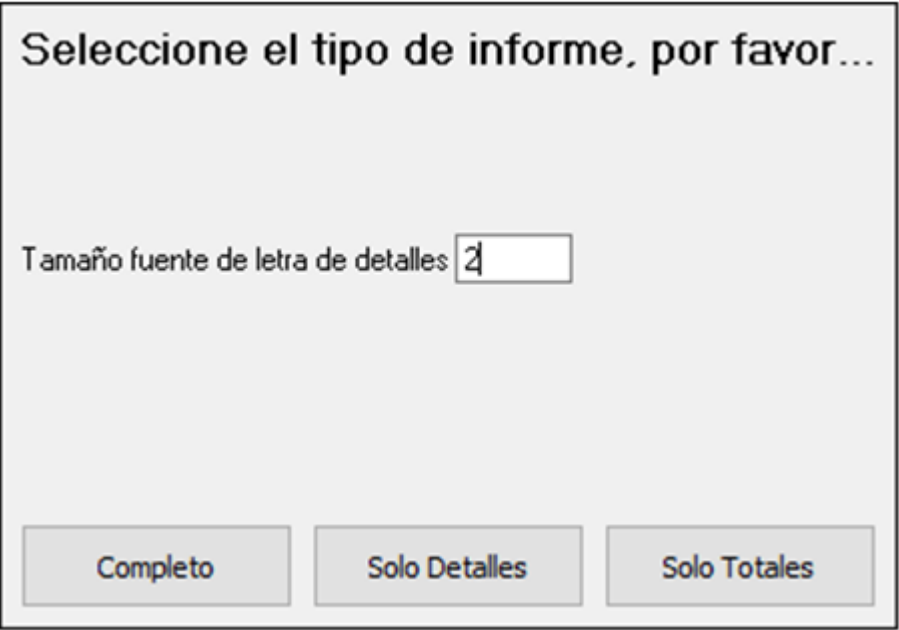 Seleccione el tipo de informe, por favor...
Tamaño fuente de letra de detalles 2
Completo Solo Detalles Solo Totales